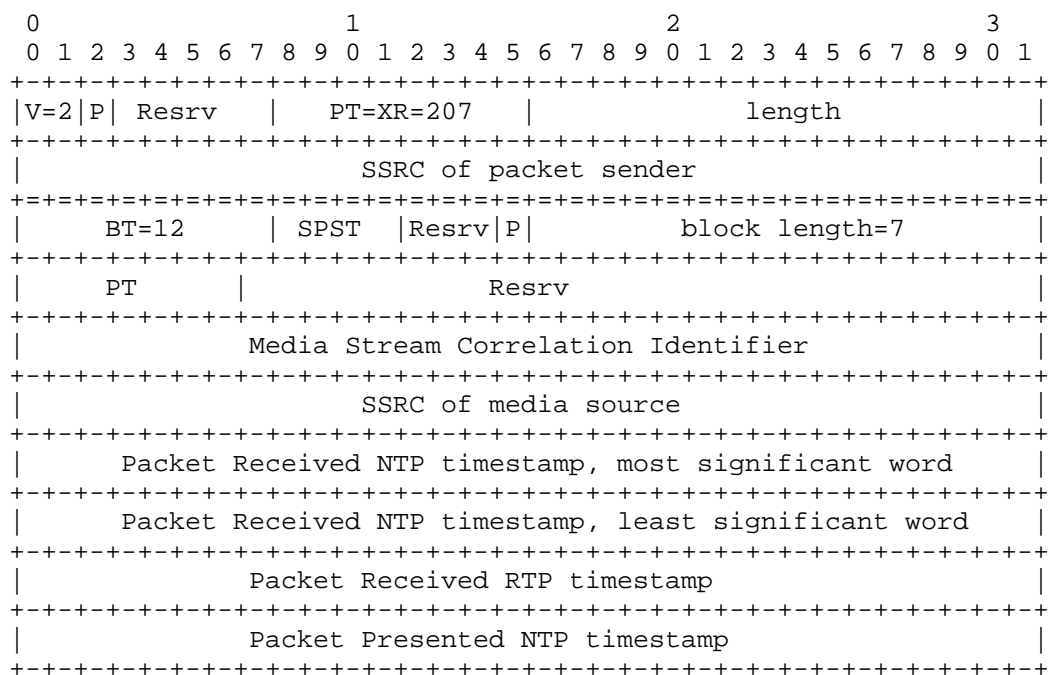 0                   1                   2                   3
 0 1 2 3 4 5 6 7 8 9 0 1 2 3 4 5 6 7 8 9 0 1 2 3 4 5 6 7 8 9 0 1
+-+-+-+-+-+-+-+-+-+-+-+-+-+-+-+-+-+-+-+-+-+-+-+-+-+-+-+-+-+-+-+-+
|V=2|P| Resrv   |   PT=XR=207   |             length            |
+-+-+-+-+-+-+-+-+-+-+-+-+-+-+-+-+-+-+-+-+-+-+-+-+-+-+-+-+-+-+-+-+
|                     SSRC of packet sender                     |
+=+=+=+=+=+=+=+=+=+=+=+=+=+=+=+=+=+=+=+=+=+=+=+=+=+=+=+=+=+=+=+=+
|     BT=12     | SPST  |Resrv|P|         block length=7        |
+-+-+-+-+-+-+-+-+-+-+-+-+-+-+-+-+-+-+-+-+-+-+-+-+-+-+-+-+-+-+-+-+
|     PT      |               Resrv                             |
+-+-+-+-+-+-+-+-+-+-+-+-+-+-+-+-+-+-+-+-+-+-+-+-+-+-+-+-+-+-+-+-+
|              Media Stream Correlation Identifier              |
+-+-+-+-+-+-+-+-+-+-+-+-+-+-+-+-+-+-+-+-+-+-+-+-+-+-+-+-+-+-+-+-+
|                     SSRC of media source                      |
+-+-+-+-+-+-+-+-+-+-+-+-+-+-+-+-+-+-+-+-+-+-+-+-+-+-+-+-+-+-+-+-+
|      Packet Received NTP timestamp, most significant word     |
+-+-+-+-+-+-+-+-+-+-+-+-+-+-+-+-+-+-+-+-+-+-+-+-+-+-+-+-+-+-+-+-+
|      Packet Received NTP timestamp, least significant word    |
+-+-+-+-+-+-+-+-+-+-+-+-+-+-+-+-+-+-+-+-+-+-+-+-+-+-+-+-+-+-+-+-+
|              Packet Received RTP timestamp                    |
+-+-+-+-+-+-+-+-+-+-+-+-+-+-+-+-+-+-+-+-+-+-+-+-+-+-+-+-+-+-+-+-+
|              Packet Presented NTP timestamp                   |
+-+-+-+-+-+-+-+-+-+-+-+-+-+-+-+-+-+-+-+-+-+-+-+-+-+-+-+-+-+-+-+-+